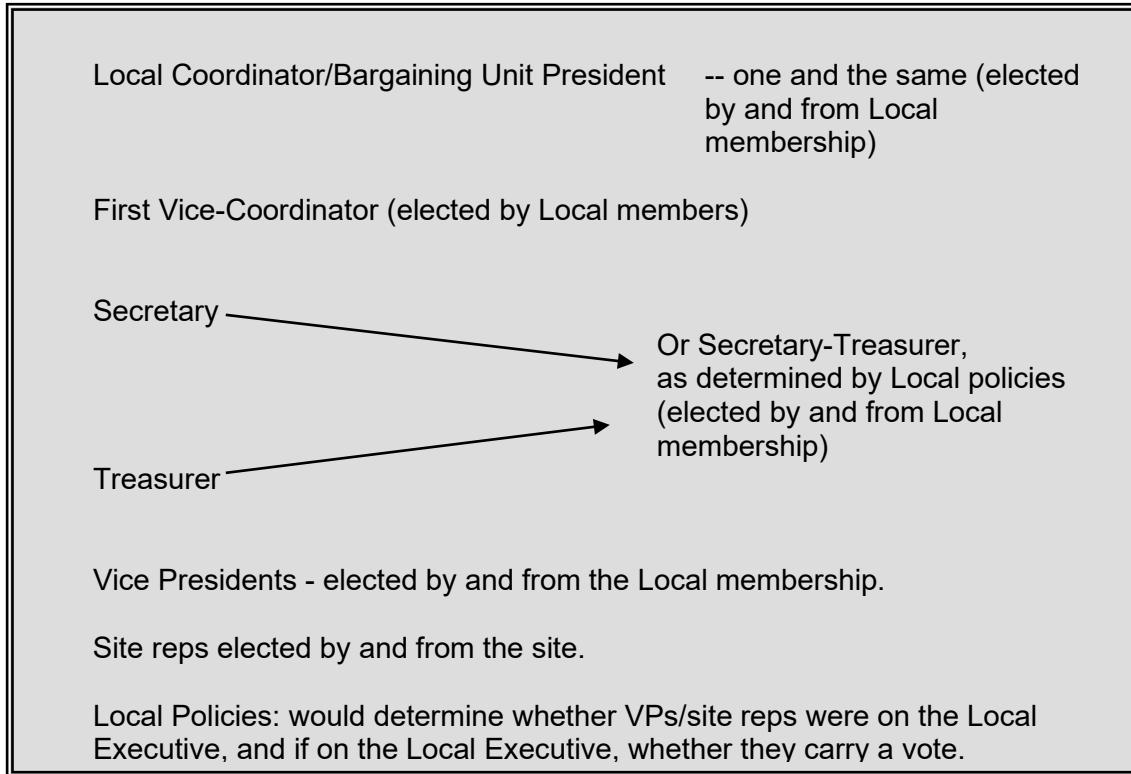 Local Coordinator/Bargaining Unit President -- one and the same (elected
by and from Local
membership)
First Vice-Coordinator (elected by Local members)
Secretary
Or Secretary-Treasurer,
as determined by Local policies
(elected by and from Local
membership)
Treasurer
Vice Presidents - elected by and from the Local membership.
Site reps elected by and from the site.
Local Policies: would determine whether VPs/site reps were on the Local
Executive, and if on the Local Executive, whether they carry a vote.